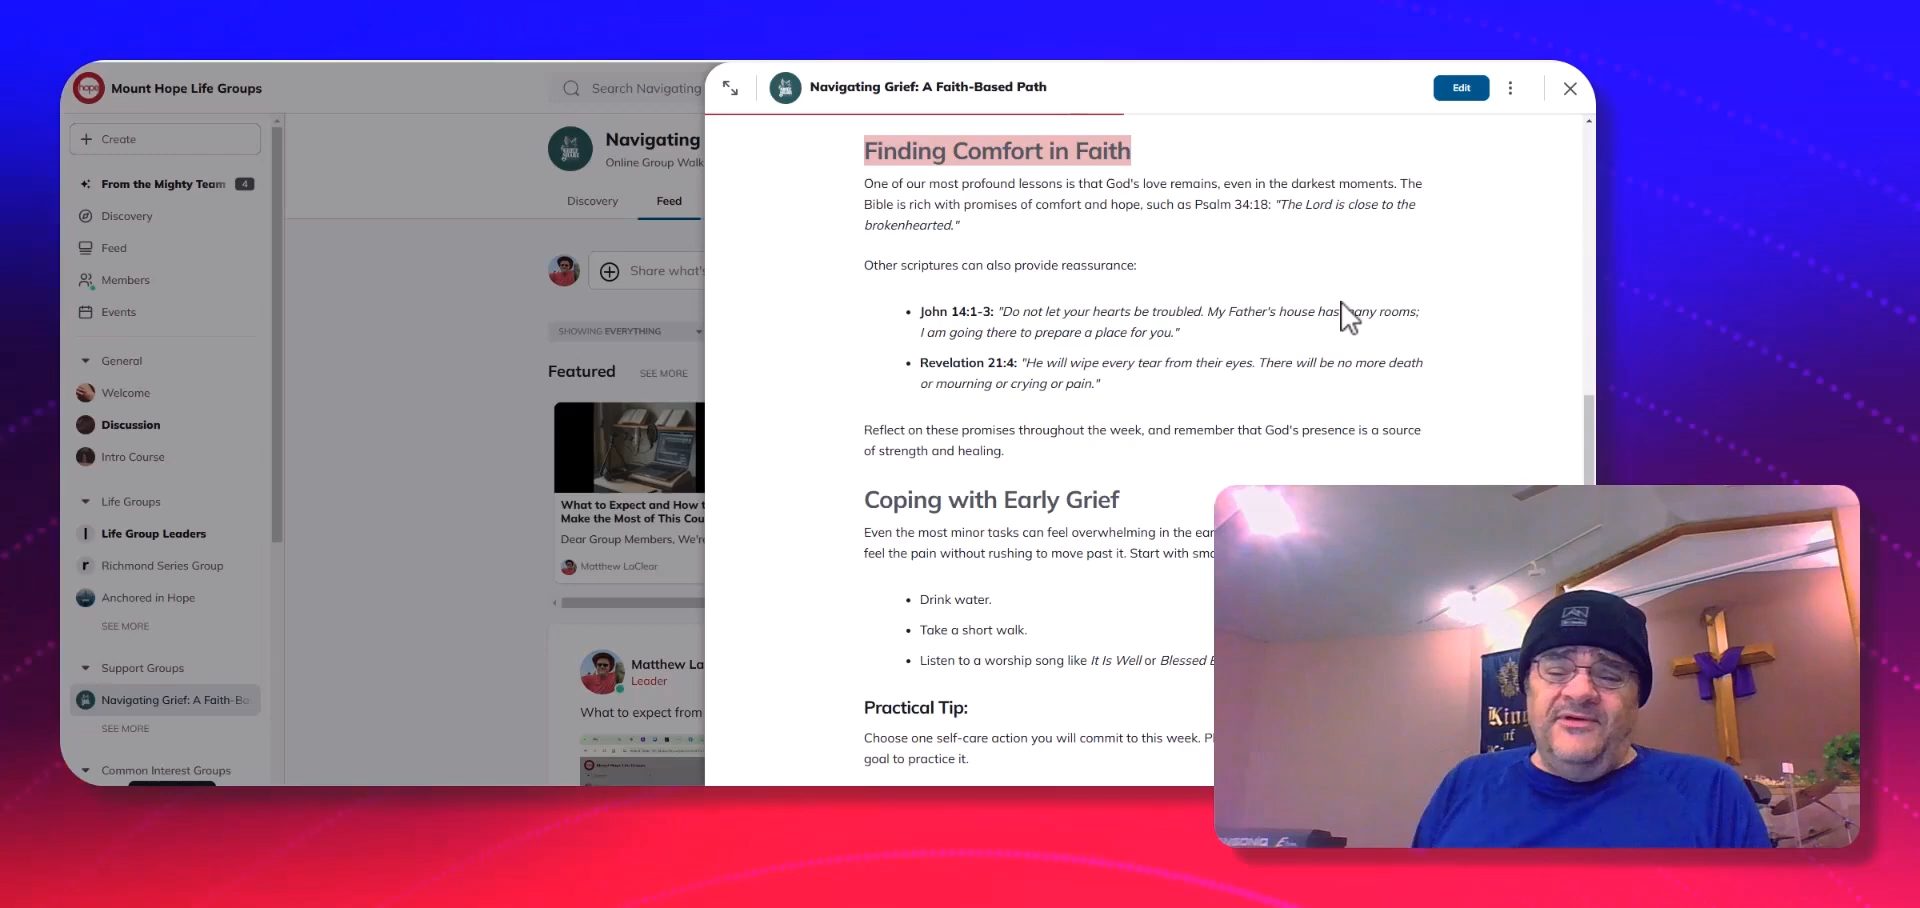 hope
Mount Hope Life Groups
Create
From the Mighty Team 4
Discovery
Feed
Members
Events
General
Welcome
Discussion
Intro Course
Life Groups
I Life Group Leaders
r Richmond Series Group
Anchored in Hope
SEE MORE
Support Groups
Navigating Grief: A Faith-Ba
SEE MORE
Common Interest Groups
Search Navigating
Navigating
Online Group Walk
Discovery
Feed
Share what's
SHOWING EVERYTHING
Featured SEE MORE
What to Expect and How t
Make the Most of This Cou
Dear Group Members, We're
Matthew LaClear
Matthew La
Leader
What to expect from
Navigating Grief: A Faith-Based Path
Edit
Finding Comfort in Faith
One of our most profound lessons is that God's love remains, even in the darkest moments. The
Bible is rich with promises of comfort and hope, such as Psalm 34:18: "The Lord is close to the
brokenhearted."
Other scriptures can also provide reassurance:
• John 14:1-3: "Do not let your hearts be troubled. My Father's house has any rooms;
I am going there to prepare a place for you."
• Revelation 21:4: "He will wipe every tear from their eyes. There will be no more death
or mourning or crying or pain."
Reflect on these promises throughout the week, and remember that God's presence is a source
of strength and healing.
Coping with Early Grief
Even the most minor tasks can feel overwhelming in the ear
feel the pain without rushing to move past it. Start with sma
• Drink water.
• Take a short walk.
• Listen to a worship song like It Is Well or Blessed
Practical Tip:
Choose one self-care action you will commit to this week. Pl
goal to practice it.
King
of